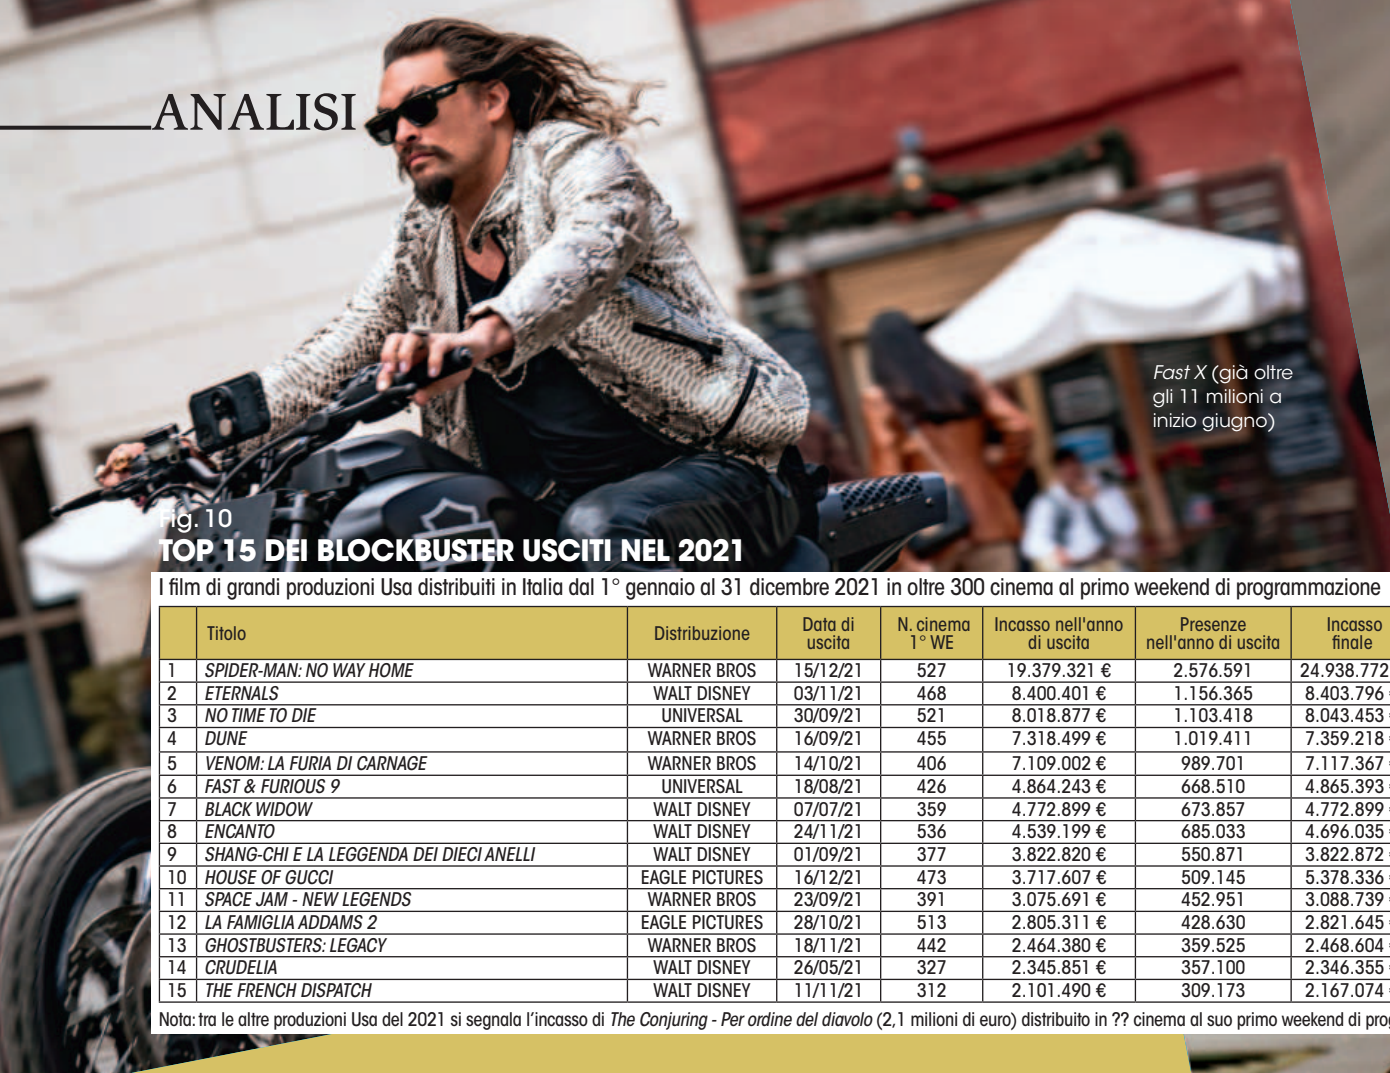 ANALISI
Fast X (già oltre
gli 11 milioni a
inizio giugno)
Fig. 10
TOP 15 DEI BLOCKBUSTER USCITI NEL 2021
I film di grandi produzioni Usa distribuiti in Italia dal 1° gennaio al 31 dicembre 2021 in oltre 300 cinema al primo weekend di programmazione
Titolo Distribuzione Data di uscita N. cinema 1° WE Incasso nell'anno di uscita Presenze nell'anno di uscita Incasso finale
1 SPIDER-MAN: NO WAY HOME WARNER BROS 15/12/21 527 19.379.321 € 2.576.591 24.938.772
2 ETERNALS WALT DISNEY 03/11/21 468 8.400.401 € 1.156.365 8.403.796 €
3 NO TIME TO DIE UNIVERSAL 30/09/21 521 8.018.877 € 1.103.418 8.043.453 €
4 DUNE WARNER BROS 16/09/21 455 7.318.499 € 1.019.411 7.359.218 €
5 VENOM: LA FURIA DI CARNAGE WARNER BROS 14/10/21 406 7.109.002 € 989.701 7.117.367 €
6 FAST & FURIOUS 9 UNIVERSAL 18/08/21 426 4.864.243 € 668.510 4.865.393 €
7 BLACK WIDOW WALT DISNEY 07/07/21 359 4.772.899 € 673.857 4.772.899 €
8 ENCANTO WALT DISNEY 24/11/21 536 4.539.199 € 685.033 4.696.035 €
9 SHANG-CHI E LA LEGGENDA DEI DIECI ANELLI WALT DISNEY 01/09/21 377 3.822.820 € 550.871 3.822.872 €
10 HOUSE OF GUCCI EAGLE PICTURES 16/12/21 473 3.717.607 € 509.145 5.378.336 €
11 SPACE JAM - NEW LEGENDS WARNER BROS 23/09/21 391 3.075.691 € 452.951 3.088.739 €
12 LA FAMIGLIA ADDAMS 2 EAGLE PICTURES 28/10/21 513 2.805.311 € 428.630 2.821.645 €
13 GHOSTBUSTERS: LEGACY WARNER BROS 18/11/21 442 2.464.380 € 359.525 2.468.604 €
14 CRUDELIA WALT DISNEY 26/05/21 327 2.345.851 € 357.100 2.346.355 €
15 THE FRENCH DISPATCH WALT DISNEY 11/11/21 312 2.101.490 € 309.173 2.167.074 €
Nota: tra le altre produzioni Usa del 2021 si segnala l'incasso di The Conjuring - Per ordine del diavolo (2,1 milioni di euro) distribuito in ?? cinema al suo primo weekend di